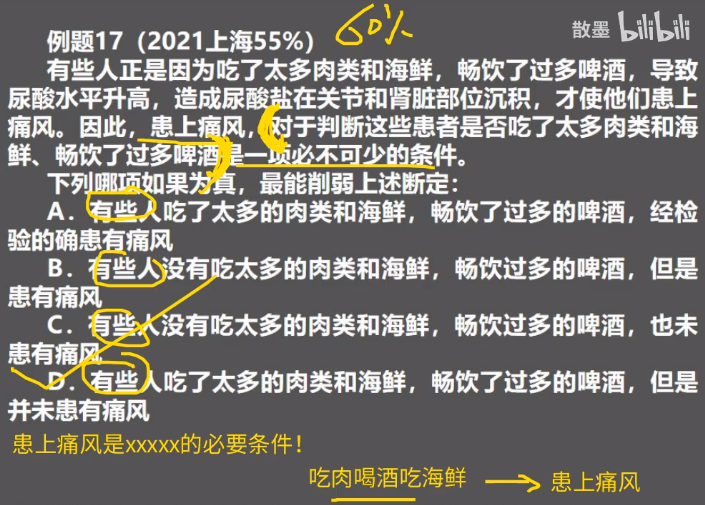 例题17（2021上海55%） 60%
散墨 bilibili
有些人正是因为吃了太多肉类和海鲜，畅饮了过多啤酒，导致
尿酸水平升高，造成尿酸盐在关节和肾脏部位沉积，才使他们患上
痛风。因此，患上痛风，对于判断这些患者是否吃了太多肉类和海
鲜、畅饮了过多啤酒是一项必不可少的条件。
下列哪项如果为真，最能削弱上述断定：
A．有些人吃了太多的肉类和海鲜，畅饮了过多的啤酒，经检
验的确患有痛风
B．有些人没有吃太多的肉类和海鲜，畅饮过多的啤酒，但是
患有痛风
C．有些人没有吃太多的肉类和海鲜，畅饮过多的啤酒，也未
患有痛风
D．有些人吃了太多的肉类和海鲜，畅饮了过多的啤酒，但是
并未患有痛风
患上痛风是xxxxx的必要条件！
吃肉喝酒吃海鲜 患上痛风